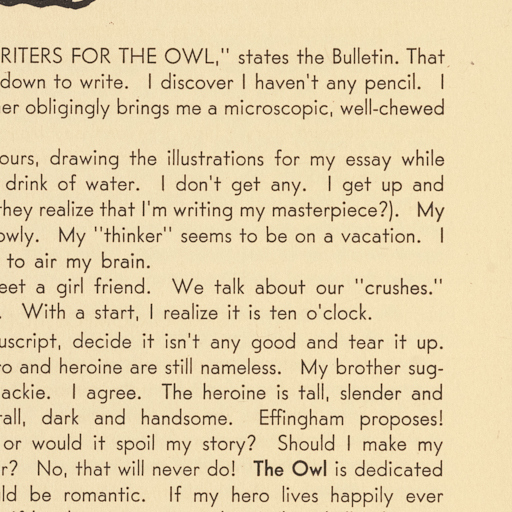 RITERS FOR THE OWL," states the Bulletin. That
down to write. I discover I haven't any pencil. I
er obligingly brings me a microscopic, well-chewed
ours, drawing the illustrations for my essay while
drink of water. I don't get any. I get up and
they realize that I'm writing my masterpiece?). My
owly. My "thinker" seems to be on a vacation. I
to air my brain.
eet a girl friend. We talk about our "crushes."
. With a start, I realize it is ten o'clock.
uscript, decide it isn't any good and tear it up.
o and heroine are still nameless. My brother sug-
ackie. I agree. The heroine is tall, slender and
tall, dark and handsome. Effingham proposes!
or would it spoil my story? Should I make my
r? No, that will never do! The Owl is dedicated
ld be romantic. If my hero lives happily ever